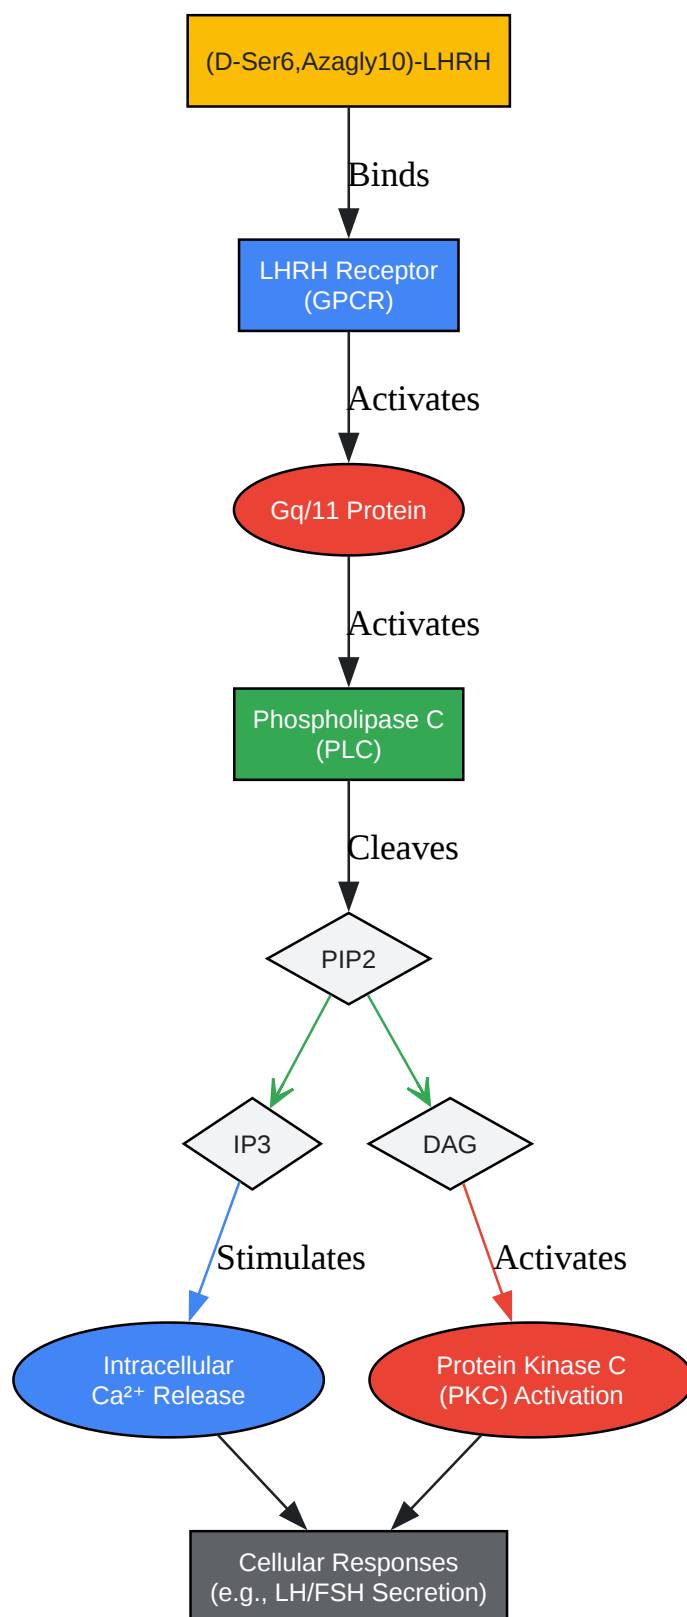 (D-Ser6,Azagly10)-LHRH
Binds
LHRH Receptor
(GPCR)
Activates
Gq/11 Protein
Activates
Phospholipase C
(PLC)
Cleaves
PIP2
IP3
DAG
Stimulates
Activates
Intracellular
Ca²⁺ Release
Protein Kinase C
(PKC) Activation
Cellular Responses
(e.g., LH/FSH Secretion)